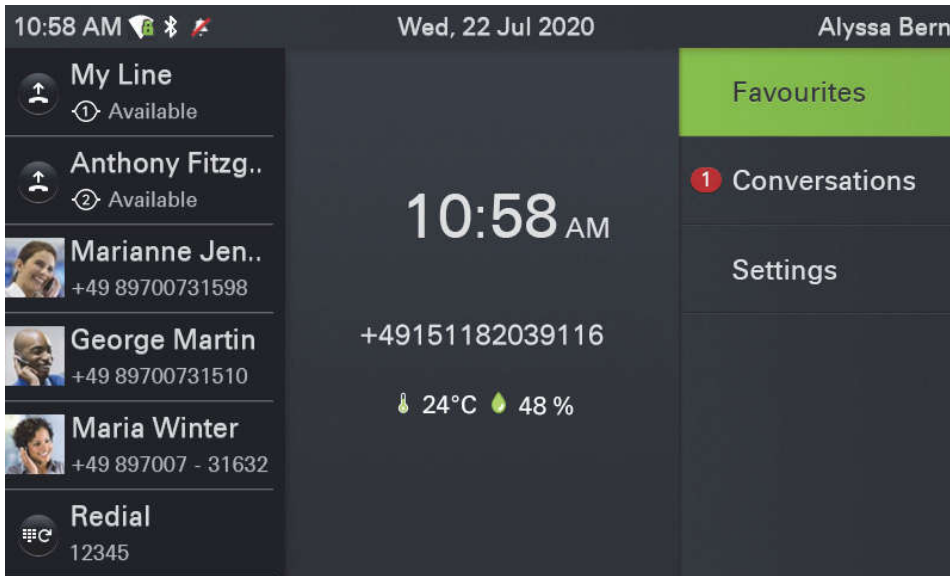 10:58 AM Wed, 22 Jul 2020 Alyssa Bern
My Line
1 Available
Anthony Fitzg..
2 Available
Marianne Jen..
+49 89700731598
George Martin
+49 89700731510
Maria Winter
+49 897007 - 31632
Redial
12345
10:58 AM
+49151182039116
24°C 48 %
Favourites
1 Conversations
Settings